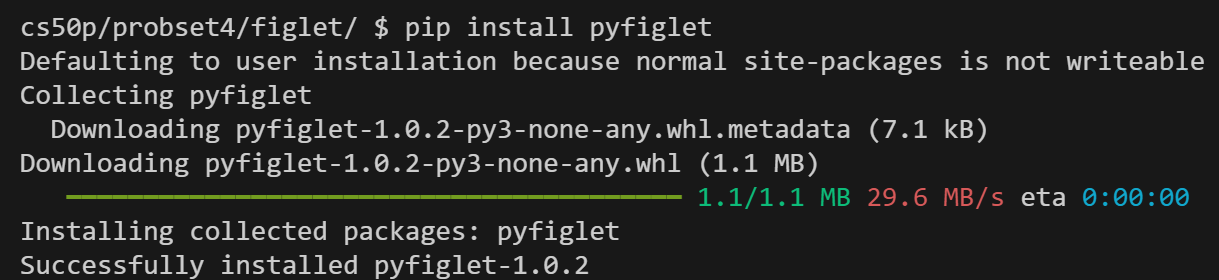 cs50p/probset4/figlet/ $ pip install pyfiglet
Defaulting to user installation because normal site-packages is not writeable
Collecting pyfiglet
  Downloading pyfiglet-1.0.2-py3-none-any.whl.metadata (7.1 kB)
Downloading pyfiglet-1.0.2-py3-none-any.whl (1.1 MB)
1.1/1.1 MB 29.6 MB/s eta 0:00:00
Installing collected packages: pyfiglet
Successfully installed pyfiglet-1.0.2